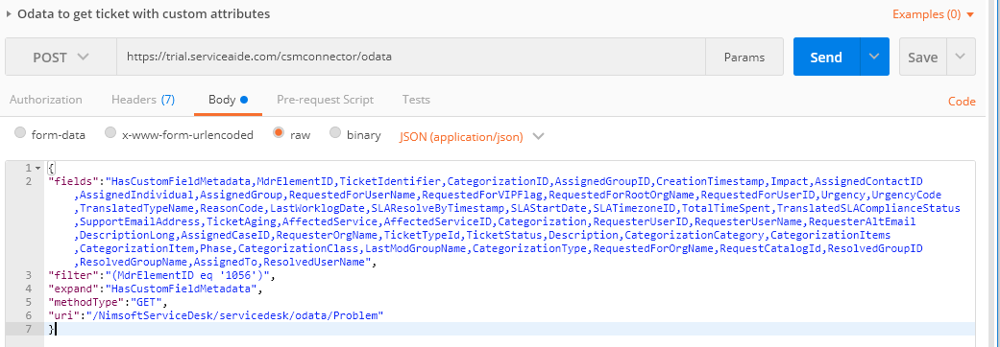 Odata to get ticket with custom attributes
Examples (0)
POST https://trial.serviceaide.com/csmconnector/odata Params Send Save
Authorization Headers (7) Body Pre-request Script Tests Code
form-data x-www-form-urlencoded raw binary JSON (application/json)
1 {
2 "fields":"HasCustomFieldMetadata,MdrElementID,TicketIdentifier,CategorizationID,AssignedGroupID,CreationTimestamp,Impact,AssignedContactID
,AssignedIndividual,AssignedGroup,RequestedForUserName,RequestedForVIPFlag,RequestedForRootOrgName,RequestedForUserID,Urgency,UrgencyCode
,TranslatedTypeName,ReasonCode,LastWorklogDate,SLAResolveByTimestamp,SLAStartDate,SLATimezoneID,TotalTimeSpent,TranslatedSLAComplianceStatus
,SupportEmailAddress,TicketAging,AffectedService,AffectedServiceID,Categorization,RequesterUserID,RequesterUserName,RequesterAltEmail
,DescriptionLong,AssignedCaseID,RequesterOrgName,TicketTypeId,TicketStatus,Description,CategorizationCategory,CategorizationItems
,CategorizationItem,Phase,CategorizationClass,LastModGroupName,CategorizationType,RequestedForOrgName,RequestCatalogId,ResolvedGroupID
,ResolvedGroupName,AssignedTo,ResolvedUserName",
3 "filter":"(MdrElementID eq '1056')",
4 "expand":"HasCustomFieldMetadata",
5 "methodType":"GET",
6 "uri":"/NimsoftServiceDesk/servicedesk/odata/Problem"
7 }